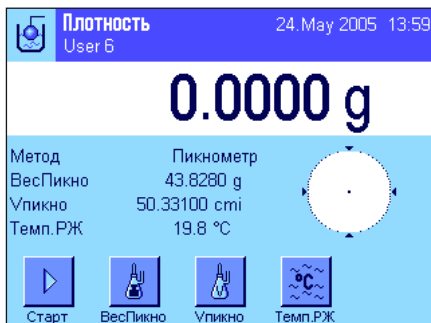 Плотность 24.May 2005 13:59
User 6
0.0000 g
Метод Пикнометр
ВесПикно 43.8280 g
Vпикно 50.33100 cmi
Темп.РЖ 19.8 °C
°C
Старт ВесПикно Vпикно Темп.РЖ